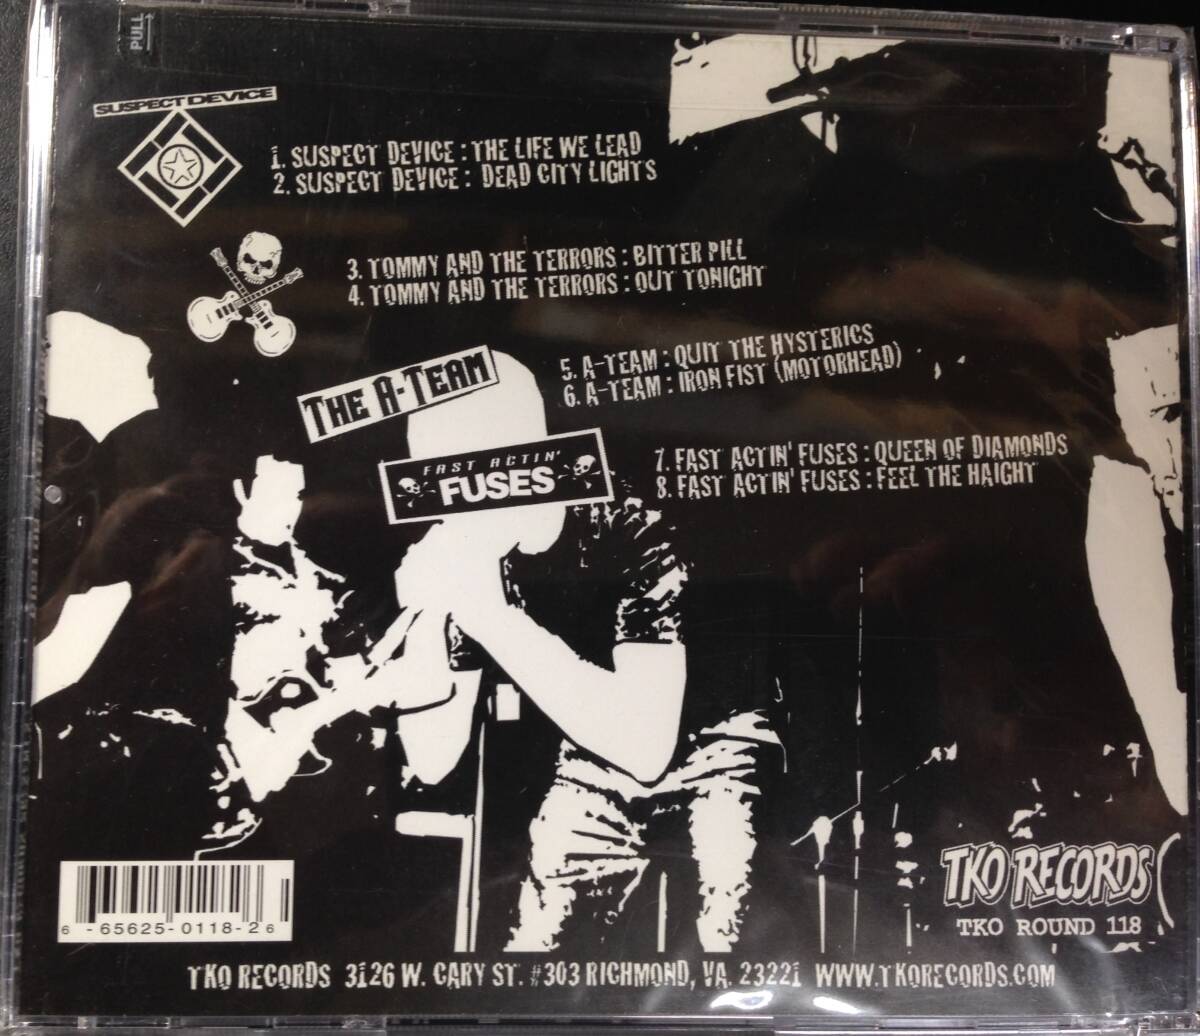 PULL
SUSPECT DEVICE
1. SUSPECT DEVICE : THE LIFE WE LEAD
2. SUSPECT DEVICE : DEAD CITY LIGHTS
3. TOMMY AND THE TERRORS : BITTER PILL
4. TOMMY AND THE TERRORS : OUT TONIGHT
THE A-TEAM
5. A-TEAM : QUIT THE HYSTERICS
6. A-TEAM : IRON FIST (MOTORHEAD)
FAST ACTIN'
FUSES
7. FAST ACTIN' FUSES : QUEEN OF DIAMONDS
8. FAST ACTIN' FUSES : FEEL THE HAIGHT
6 -65625-0118-2 6
TKO RECORDS
TKO ROUND 118
TKO RECORDS 3126 W. CARY ST. #303 RICHMOND, VA. 23221 WWW.TKORECORDS.COM